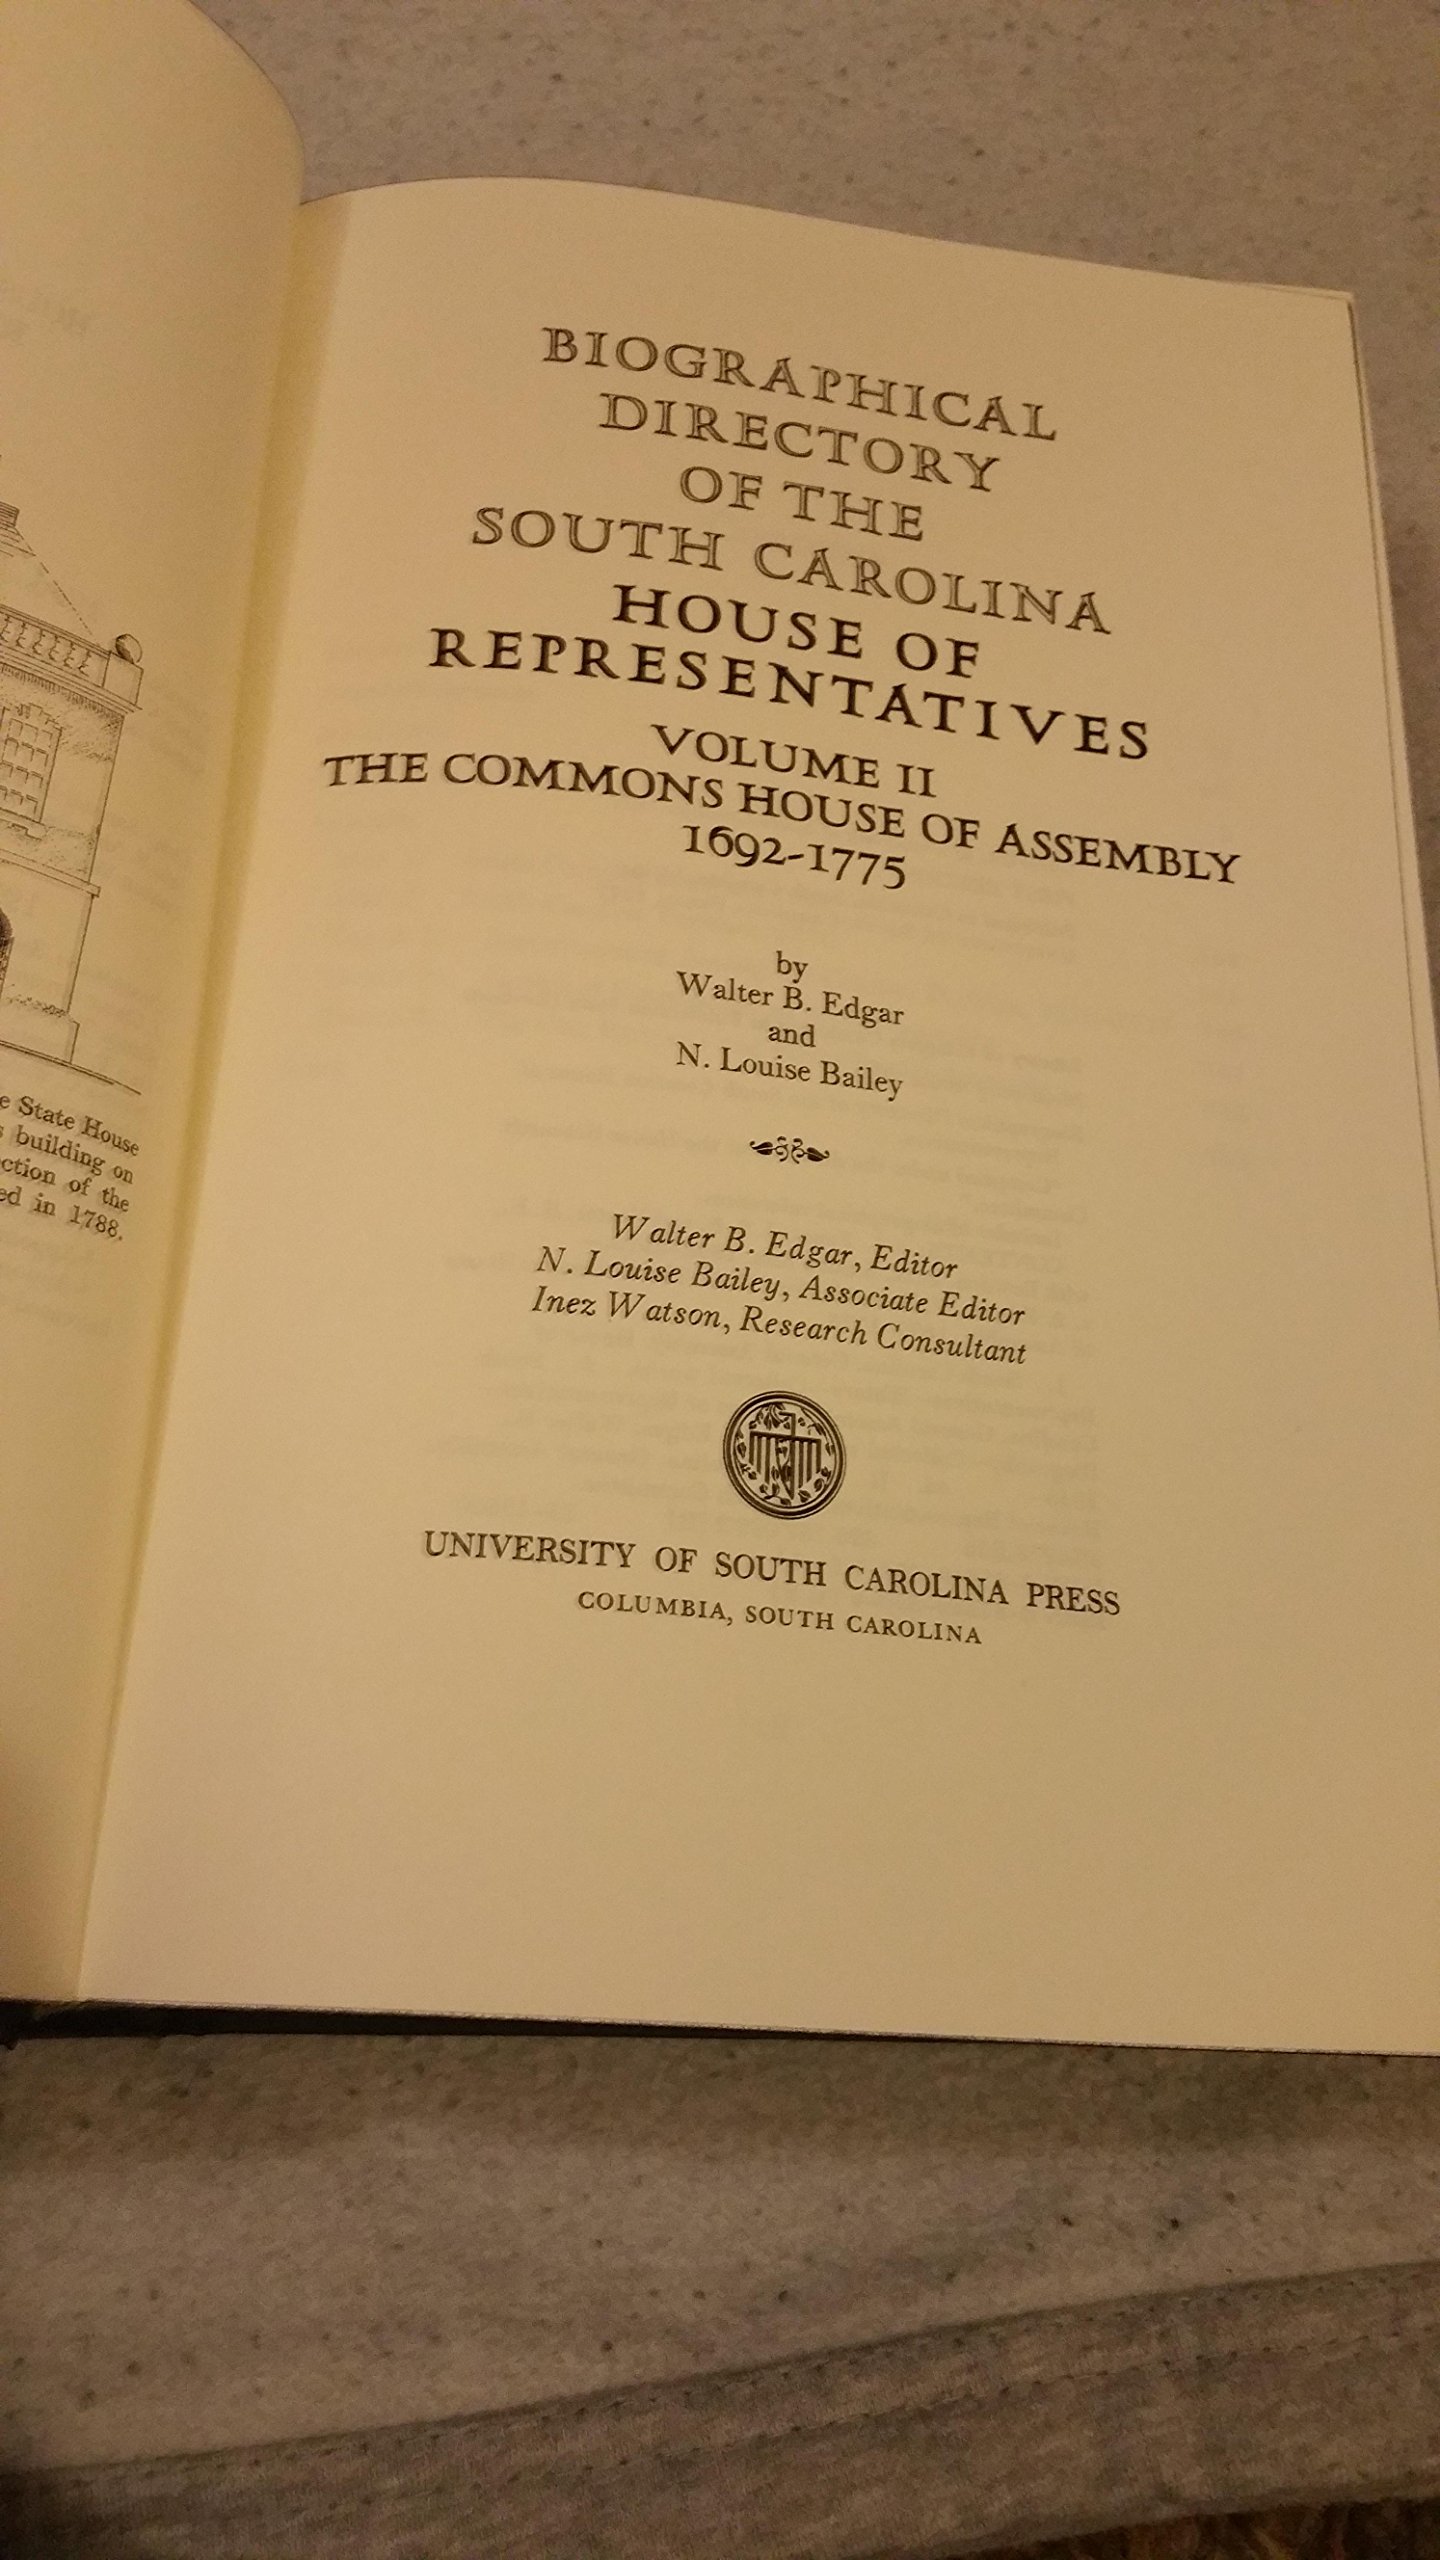 e State House
building on
ction of the
ed in 1788.
BIOGRAPHICAL
DIRECTORY
OF THE
SOUTH CAROLINA
HOUSE OF
REPRESENTATIVES
VOLUME II
THE COMMONS HOUSE OF ASSEMBLY
1692-1775
by
Walter B. Edgar
and
N. Louise Bailey
Walter B. Edgar, Editor
N. Louise Bailey, Associate Editor
Inez Watson, Research Consultant
UNIVERSITY OF SOUTH CAROLINA PRESS
COLUMBIA, SOUTH CAROLINA